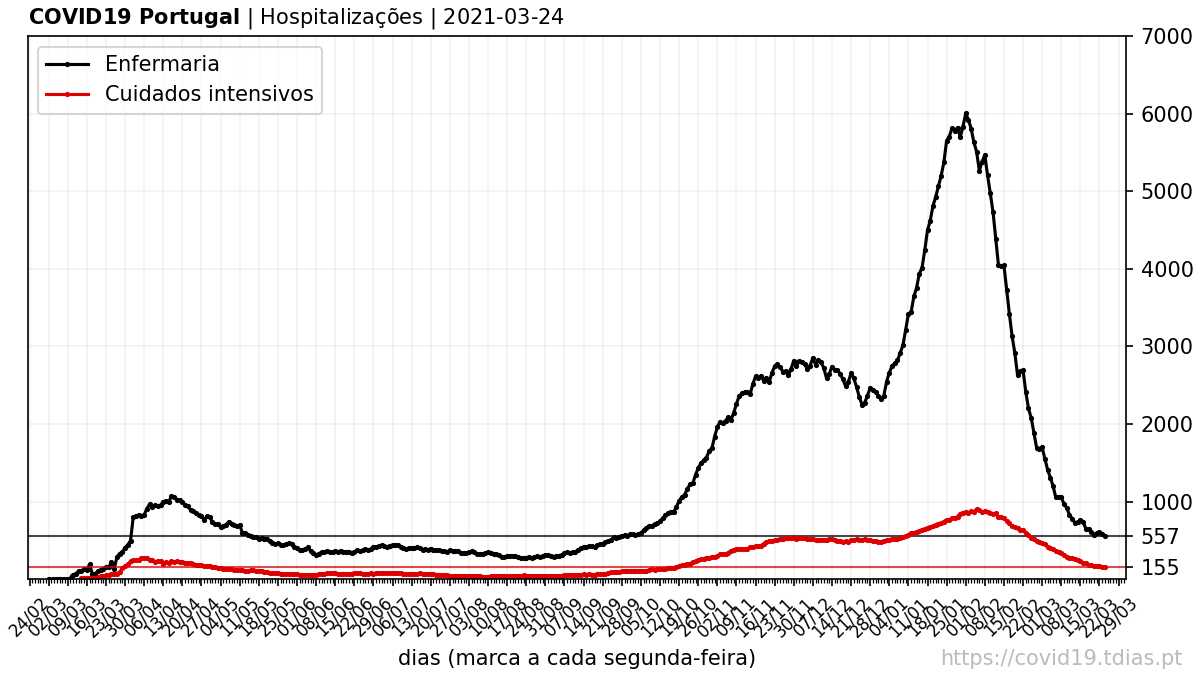 COVID19 Portugal | Hospitalizações | 2021-03-24
Enfermaria
Cuidados intensivos
7000
6000
5000
4000
3000
2000
1000
557
155
24/02 02/03 09/03 16/03 23/03 30/03 06/04 13/04 20/04 27/04 04/05 11/05 18/05 25/05 01/06 08/06 15/06 22/06 29/06 06/07 13/07 20/07 27/07 03/08 10/08 17/08 24/08 31/08 07/09 14/09 21/09 28/09 05/10 12/10 19/10 26/10 02/11 09/11 16/11 23/11 30/11 07/12 14/12 21/12 28/12 04/01 11/01 18/01 25/01 01/02 08/02 15/02 22/02 01/03 08/03 15/03 22/03 29/03
dias (marca a cada segunda-feira)
https://covid19.tdias.pt